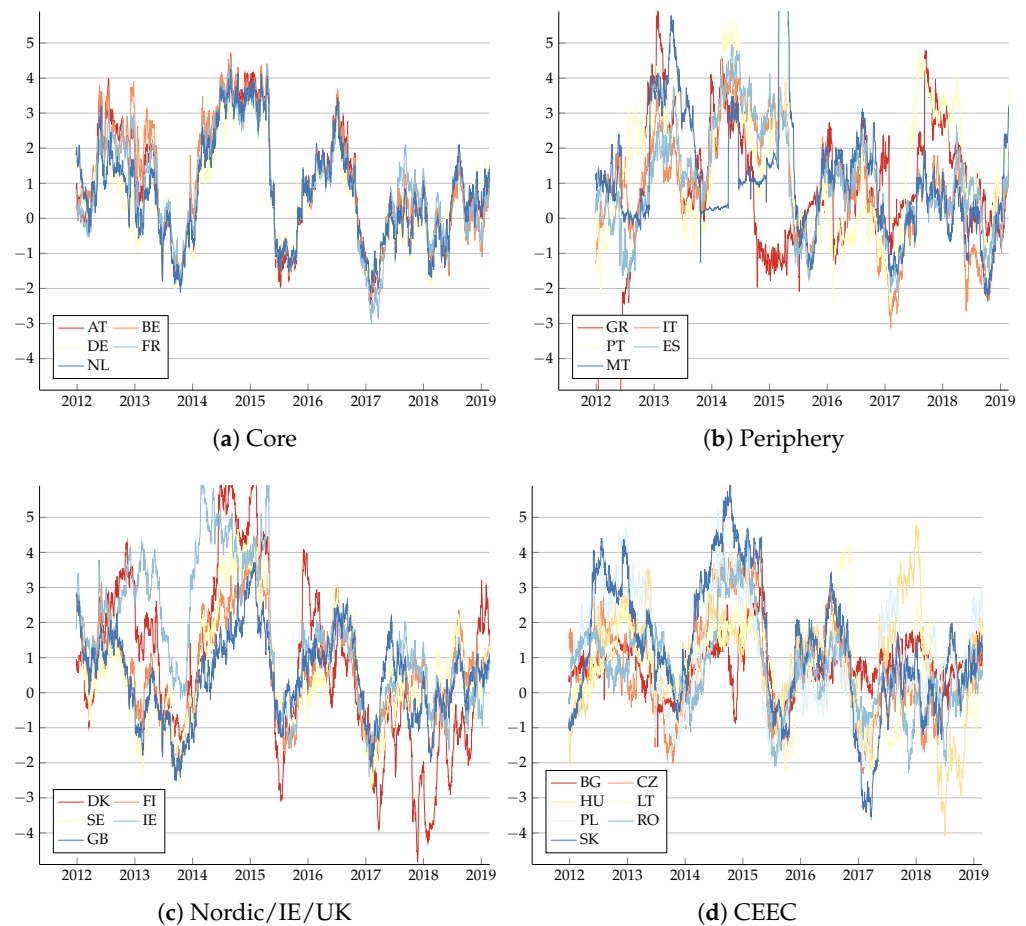 5
4
3
2
1
0
−1
−2
−3
−4
AT BE
DE FR
NL
2012 2013 2014 2015 2016 2017 2018 2019
(a) Core
5
4
3
2
1
0
−1
−2
−3
−4
GR IT
PT ES
MT
2012 2013 2014 2015 2016 2017 2018 2019
(b) Periphery
5
4
3
2
1
0
−1
−2
−3
−4
DK FI
SE IE
GB
2012 2013 2014 2015 2016 2017 2018 2019
(c) Nordic/IE/UK
5
4
3
2
1
0
−1
−2
−3
−4
BG CZ
HU LT
PL RO
SK
2012 2013 2014 2015 2016 2017 2018 2019
(d) CEEC